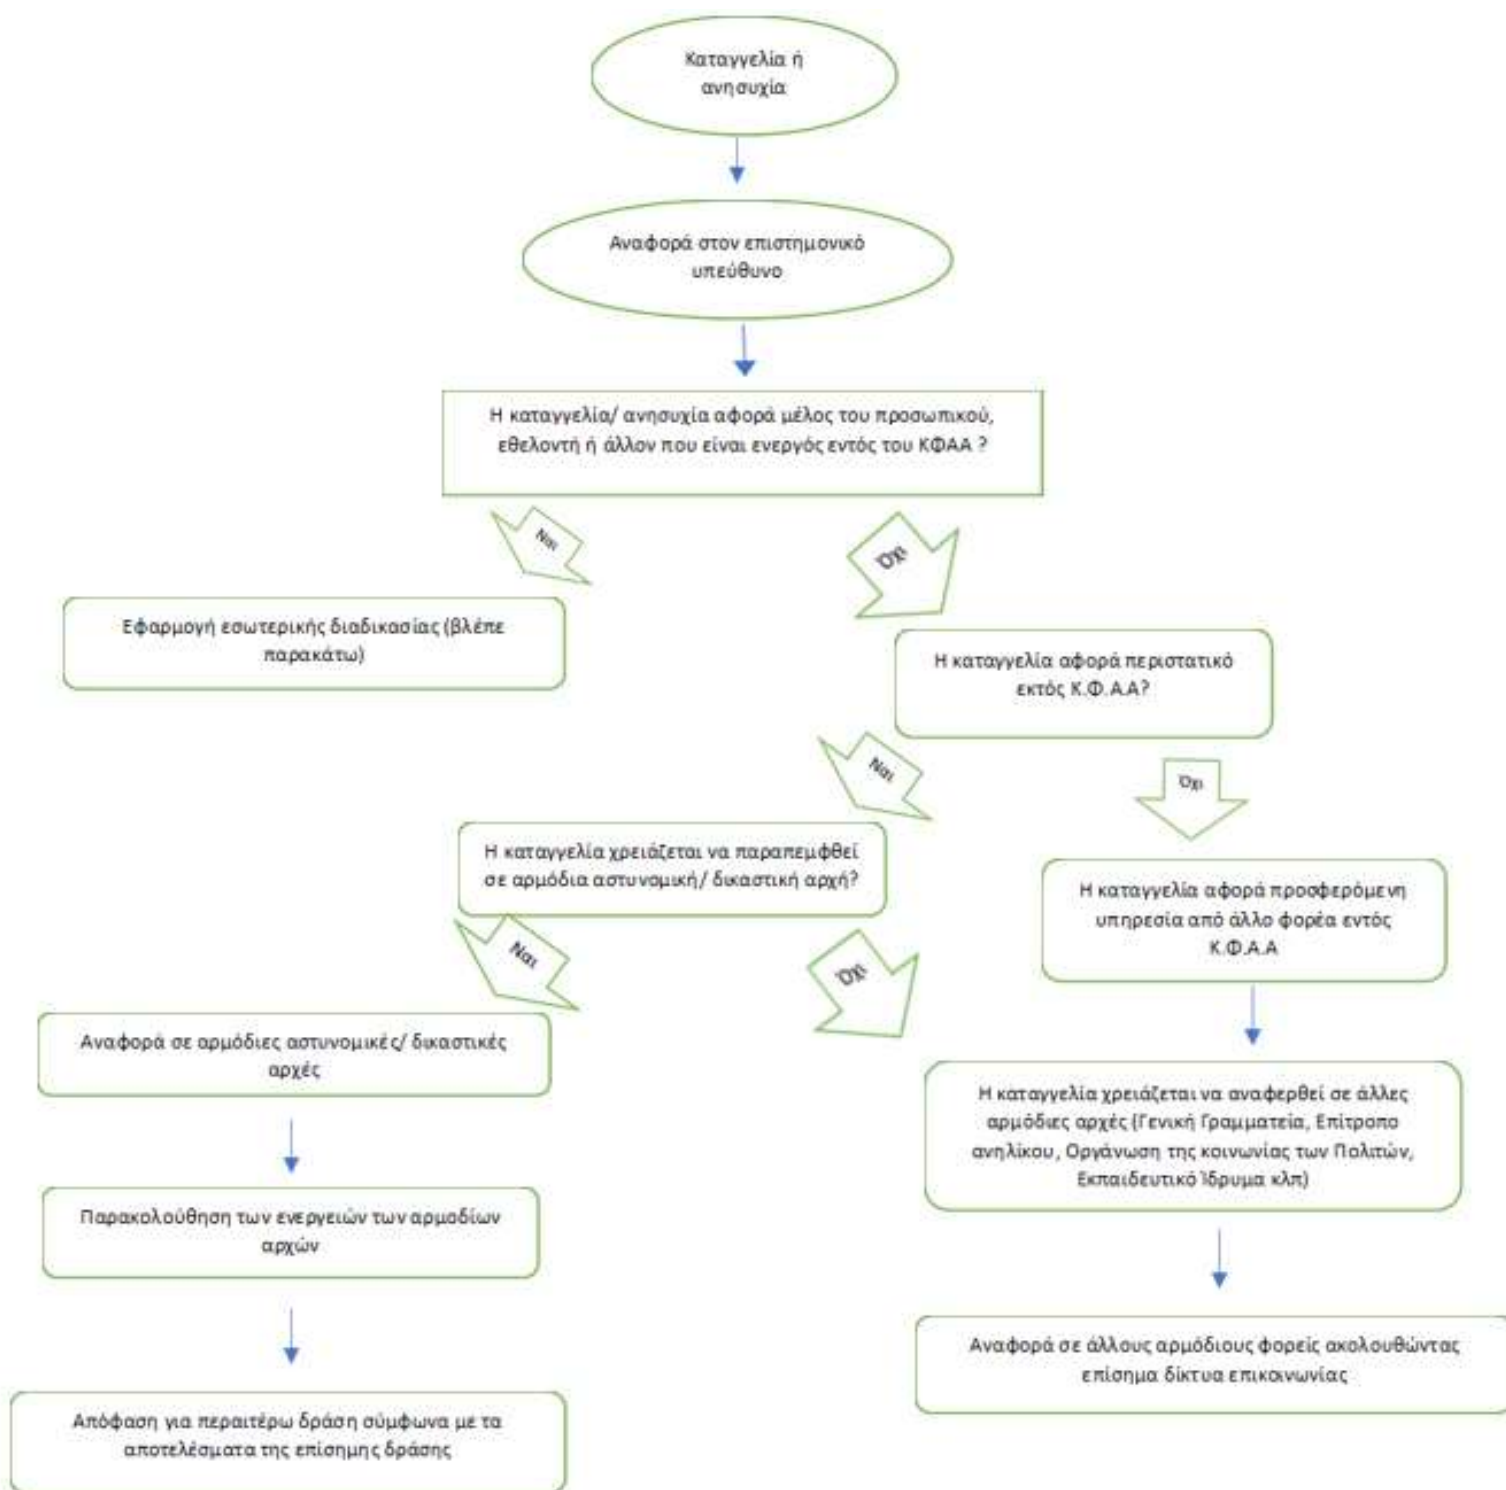 Καταγγελία ή
ανησυχία
Αναφορά στον επιστημονικό
υπεύθυνο
Η καταγγελία/ ανησυχία αφορά μέλος του προσωπικού,
εθελοντή ή άλλον που είναι ενεργός εντός του ΚΦΑΑ ?
Ναι
Όχι
Εφαρμογή εσωτερικής διαδικασίας (βλέπε
παρακάτω)
Η καταγγελία αφορά περιστατικό
εκτός Κ.Φ.Α.Α?
Ναι
Όχι
Η καταγγελία χρειάζεται να παραπεμφθεί
σε αρμόδια αστυνομική/ δικαστική αρχή?
Η καταγγελία αφορά προσφερόμενη
υπηρεσία από άλλο φορέα εντός
Κ.Φ.Α.Α
Ναι
Όχι
Αναφορά σε αρμόδιες αστυνομικές/ δικαστικές
αρχές
Η καταγγελία χρειάζεται να αναφερθεί σε άλλες
αρμόδιες αρχές (Γενική Γραμματεία, Επίτροπο
ανηλίκου, Οργάνωση της κοινωνίας των Πολιτών,
Εκπαιδευτικό Ίδρυμα κλπ)
Παρακολούθηση των ενεργειών των αρμοδίων
αρχών
Αναφορά σε άλλους αρμόδιους φορείς ακολουθώντας
επίσημα δίκτυα επικοινωνίας
Απόφαση για περαιτέρω δράση σύμφωνα με τα
αποτελέσματα της επίσημης δράσης